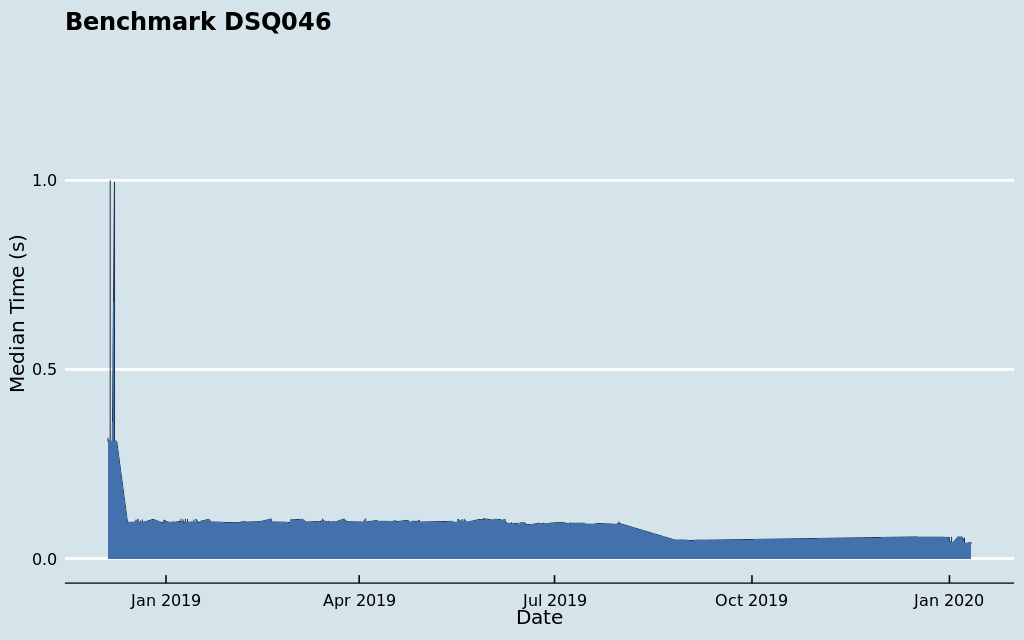 Benchmark DSQ046
Median Time (s)
1.0
0.5
0.0
Jan 2019
Apr 2019
Jul 2019
Oct 2019
Jan 2020
Date